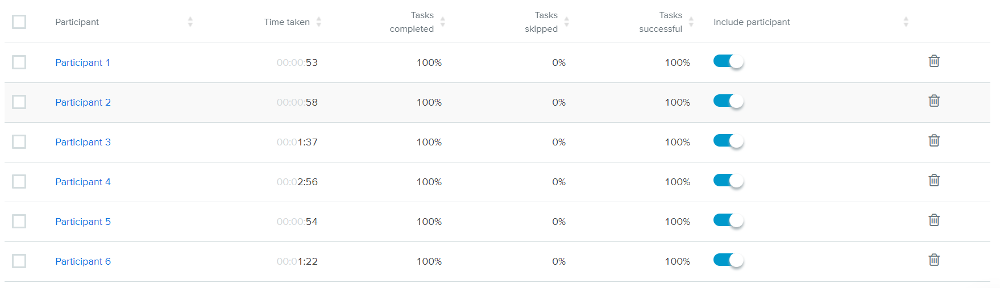 Participant Time taken Tasks completed Tasks skipped Tasks successful Include participant
Participant 1 00:00:53 100% 0% 100%
Participant 2 00:00:58 100% 0% 100%
Participant 3 00:01:37 100% 0% 100%
Participant 4 00:02:56 100% 0% 100%
Participant 5 00:00:54 100% 0% 100%
Participant 6 00:01:22 100% 0% 100%